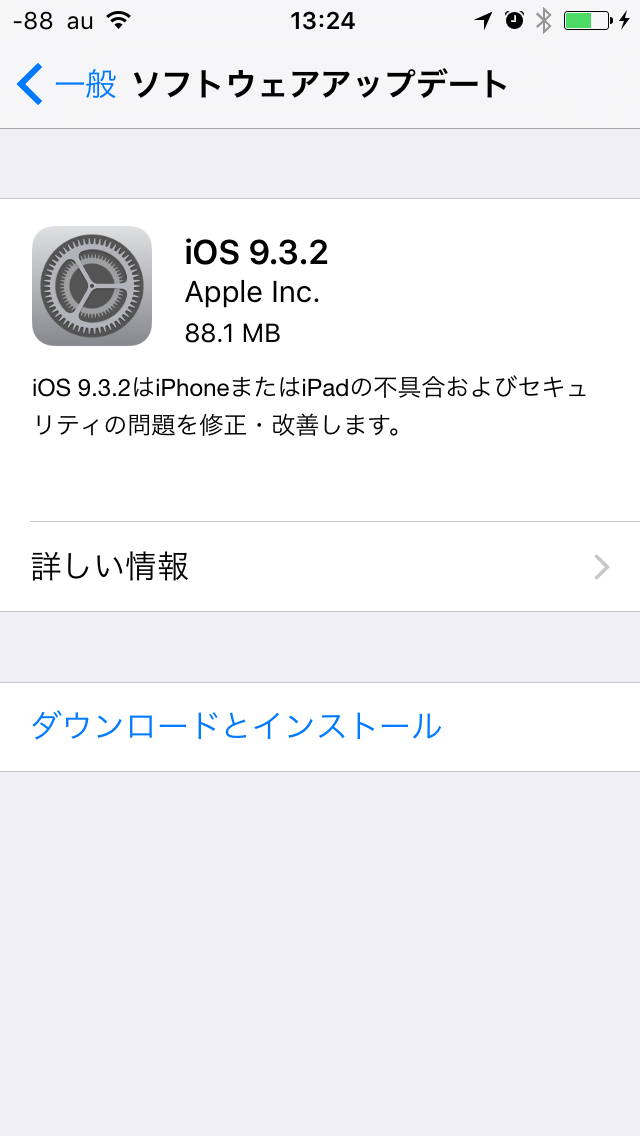 -88 au 13:24
一般 ソフトウェアアップデート
iOS 9.3.2
Apple Inc.
88.1 MB
iOS 9.3.2はiPhoneまたはiPadの不具合およびセキュ
リティの問題を修正・改善します。
詳しい情報
ダウンロードとインストール